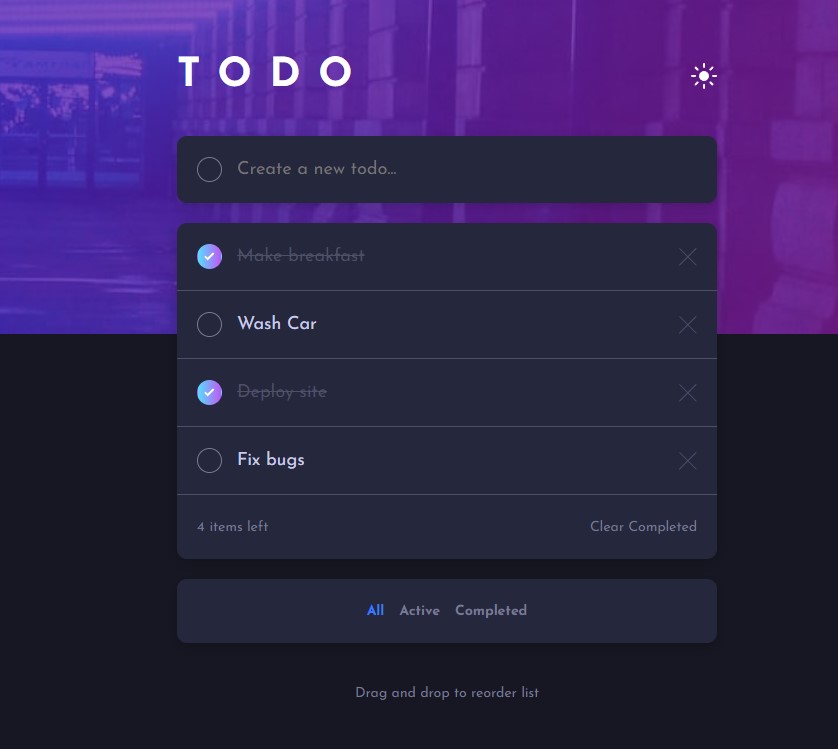 TODO
Create a new todo...
Make breakfast
Wash Car
Deploy site
Fix bugs
4 items left Clear Completed
All Active Completed
Drag and drop to reorder list